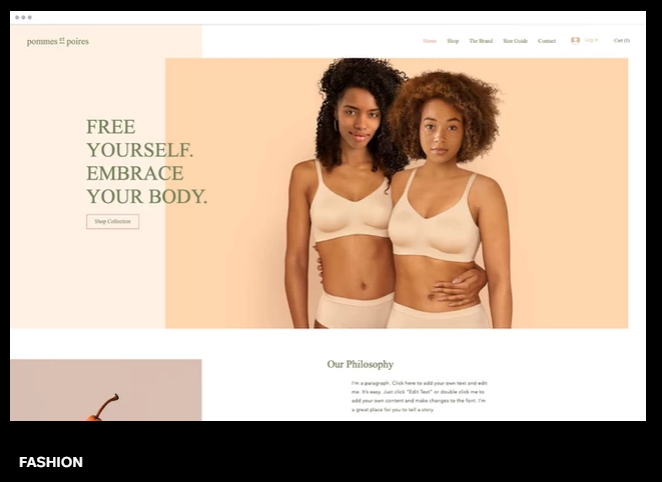 pommes et poires
Home Shop The Brand Size Guide Contact Log In Cart (0)
FREE
YOURSELF.
EMBRACE
YOUR BODY.
Shop Collection
Our Philosophy
I'm a paragraph. Click here to add your own text and edit
me. It's easy. Just click "Edit Text" or double click me to
add your own content and make changes to the font. I'm
a great place for you to tell a story.
FASHION